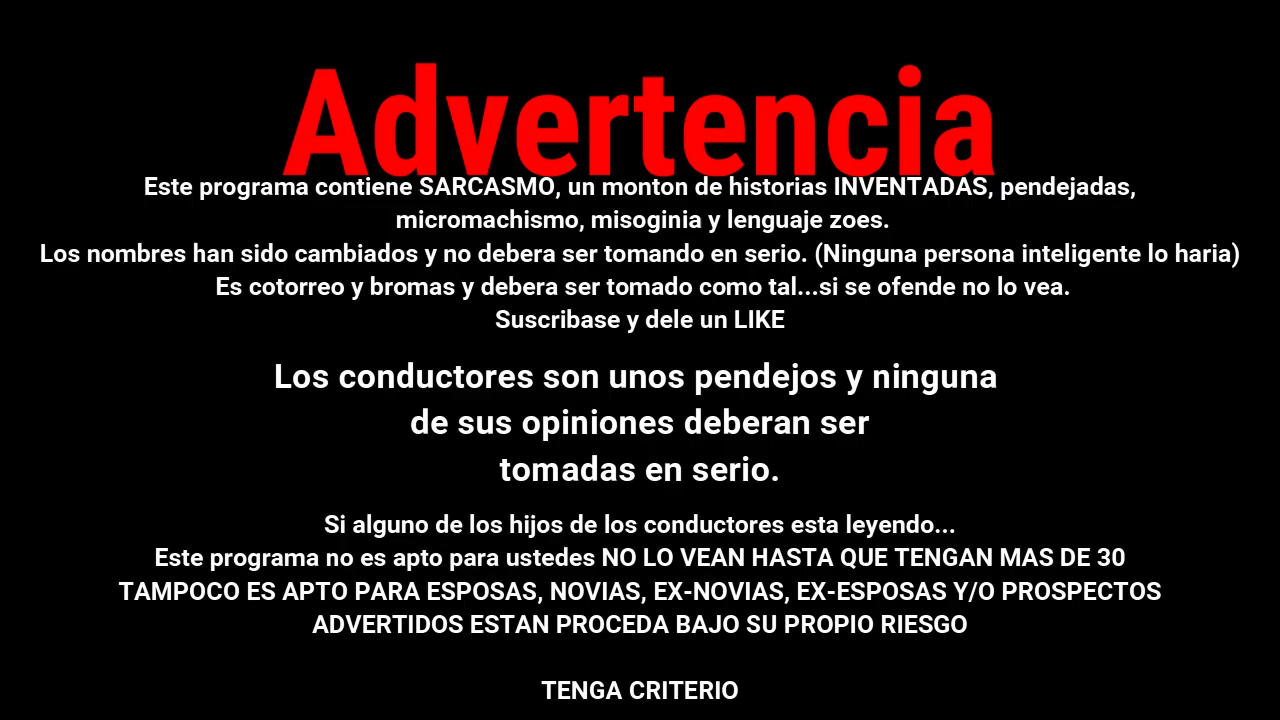 Advertencia
Este programa contiene SARCASMO, un monton de historias INVENTADAS, pendejadas,
micromachismo, misoginia y lenguaje zoes.
Los nombres han sido cambiados y no debera ser tomando en serio. (Ninguna persona inteligente lo haria)
Es cotorreo y bromas y debera ser tomado como tal...si se ofende no lo vea.
Suscribase y dele un LIKE
Los conductores son unos pendejos y ninguna
de sus opiniones deberan ser
tomadas en serio.
Si alguno de los hijos de los conductores esta leyendo...
Este programa no es apto para ustedes NO LO VEAN HASTA QUE TENGAN MAS DE 30
TAMPOCO ES APTO PARA ESPOSAS, NOVIAS, EX-NOVIAS, EX-ESPOSAS Y/O PROSPECTOS
ADVERTIDOS ESTAN PROCEDA BAJO SU PROPIO RIESGO
TENGA CRITERIO